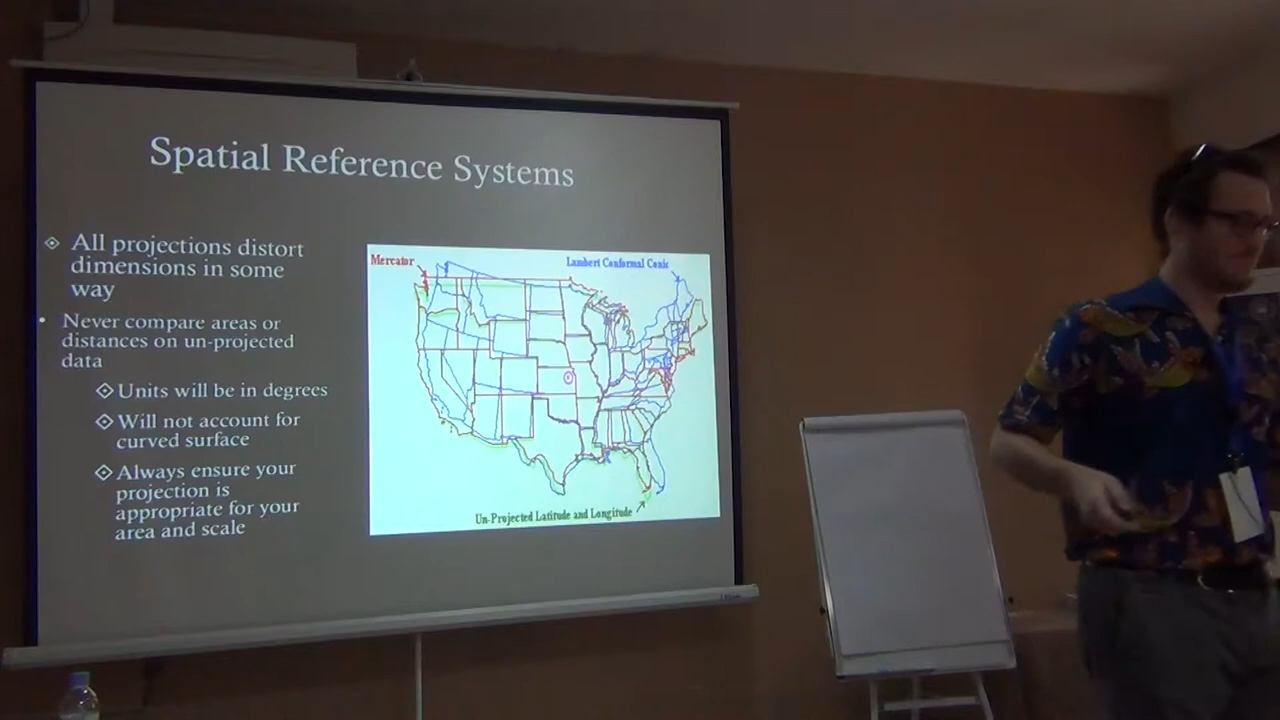 Spatial Reference Systems
All projections distort
dimensions in some
way
Never compare areas or
distances on un-projected
data
Units will be in degrees
Will not account for
curved surface
Always ensure your
projection is
appropriate for your
area and scale
Mercator
Lambert Conformal Conic
Un-Projected Latitude and Longitude